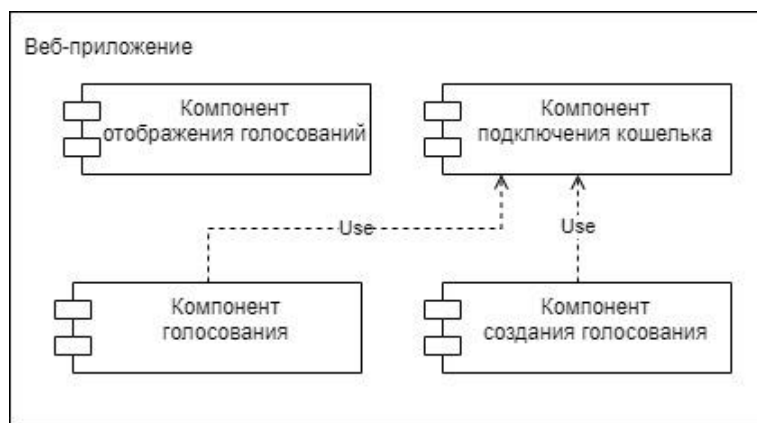 Веб-приложение
Компонент
отображения голосований
Компонент
подключения кошелька
Use
Use
Компонент
голосования
Компонент
создания голосования